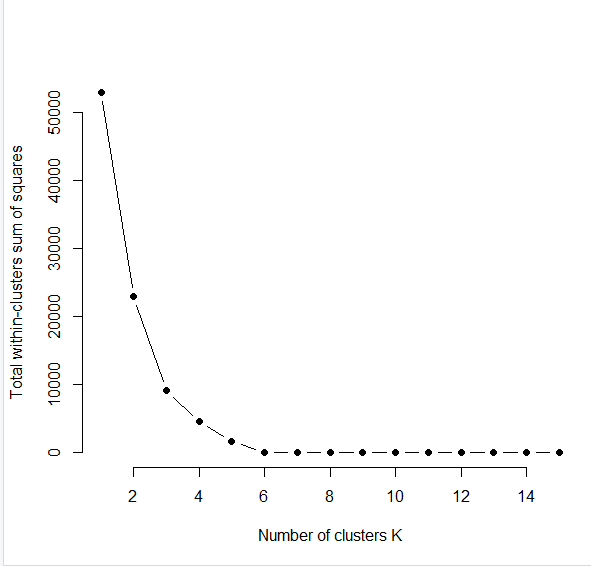 Total within-clusters sum of squares
50000
40000
30000
20000
10000
0
2 4 6 8 10 12 14
Number of clusters K